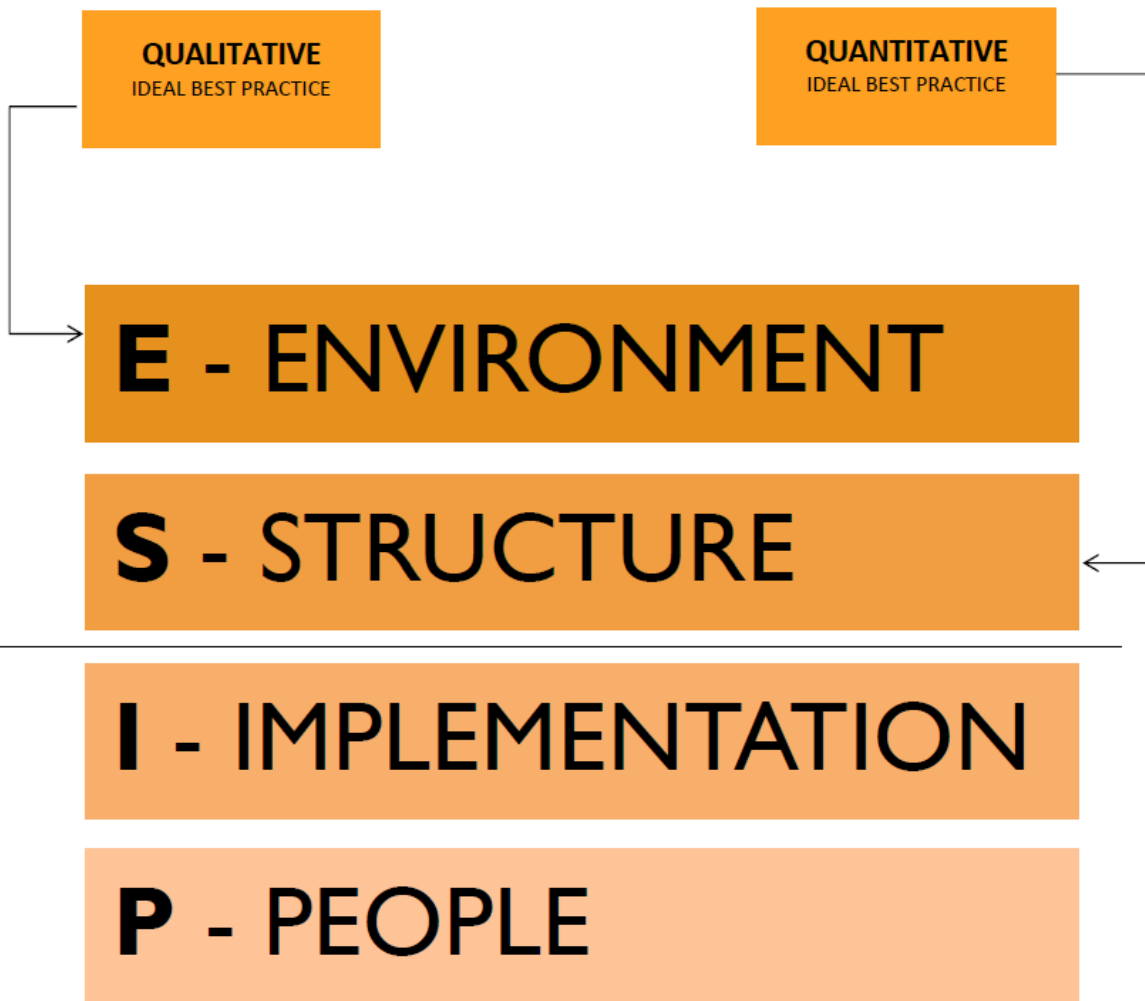 QUALITATIVE
IDEAL BEST PRACTICE
QUANTITATIVE
IDEAL BEST PRACTICE
E - ENVIRONMENT
S - STRUCTURE
I - IMPLEMENTATION
P - PEOPLE